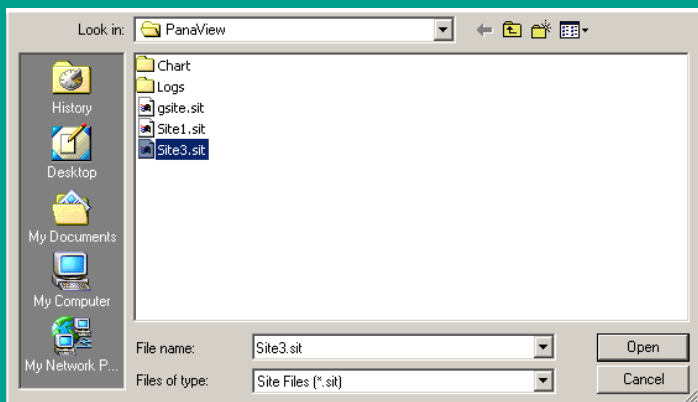 Look in: PanaView
History
Desktop
My Documents
My Computer
My Network P...
Chart
Logs
gsite.sit
Site1.sit
Site3.sit
File name: Site3.sit Open
Files of type: Site Files (*.sit) Cancel